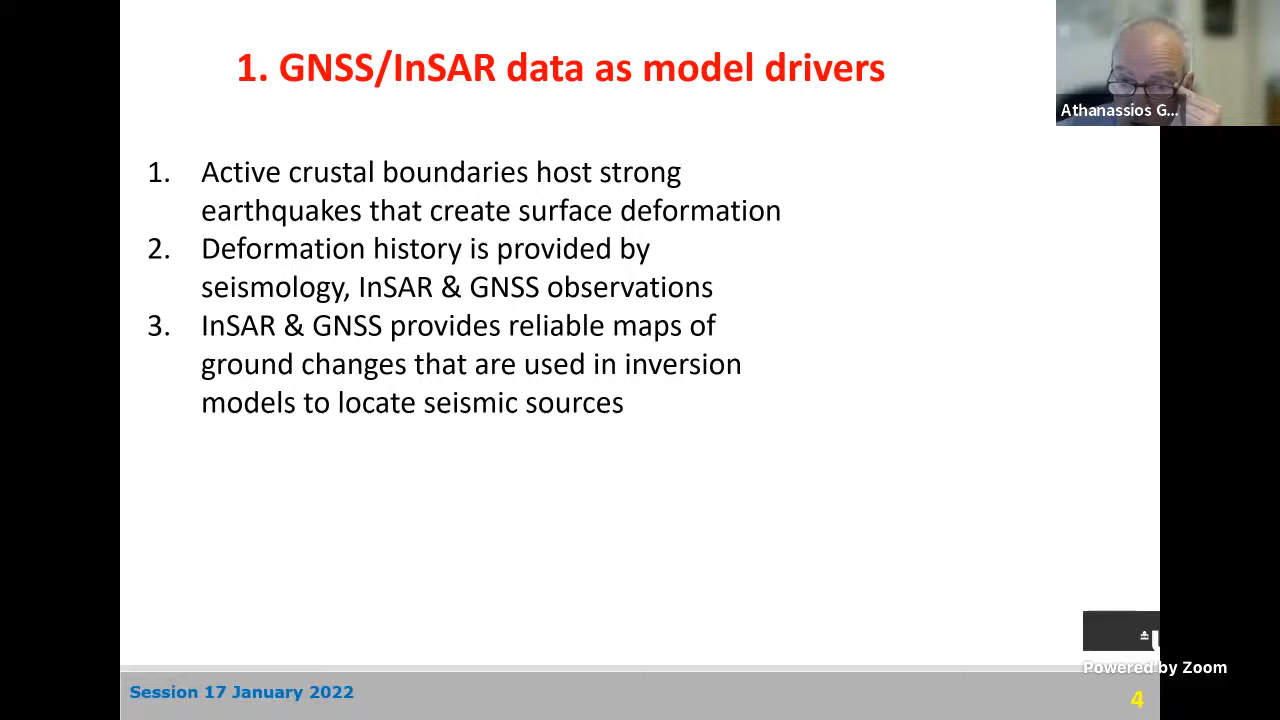 1. GNSS/InSAR data as model drivers
Athanassios G...
1. Active crustal boundaries host strong
earthquakes that create surface deformation
2. Deformation history is provided by
seismology, InSAR & GNSS observations
3. InSAR & GNSS provides reliable maps of
ground changes that are used in inversion
models to locate seismic sources
Powered by Zoom
Session 17 January 2022
4